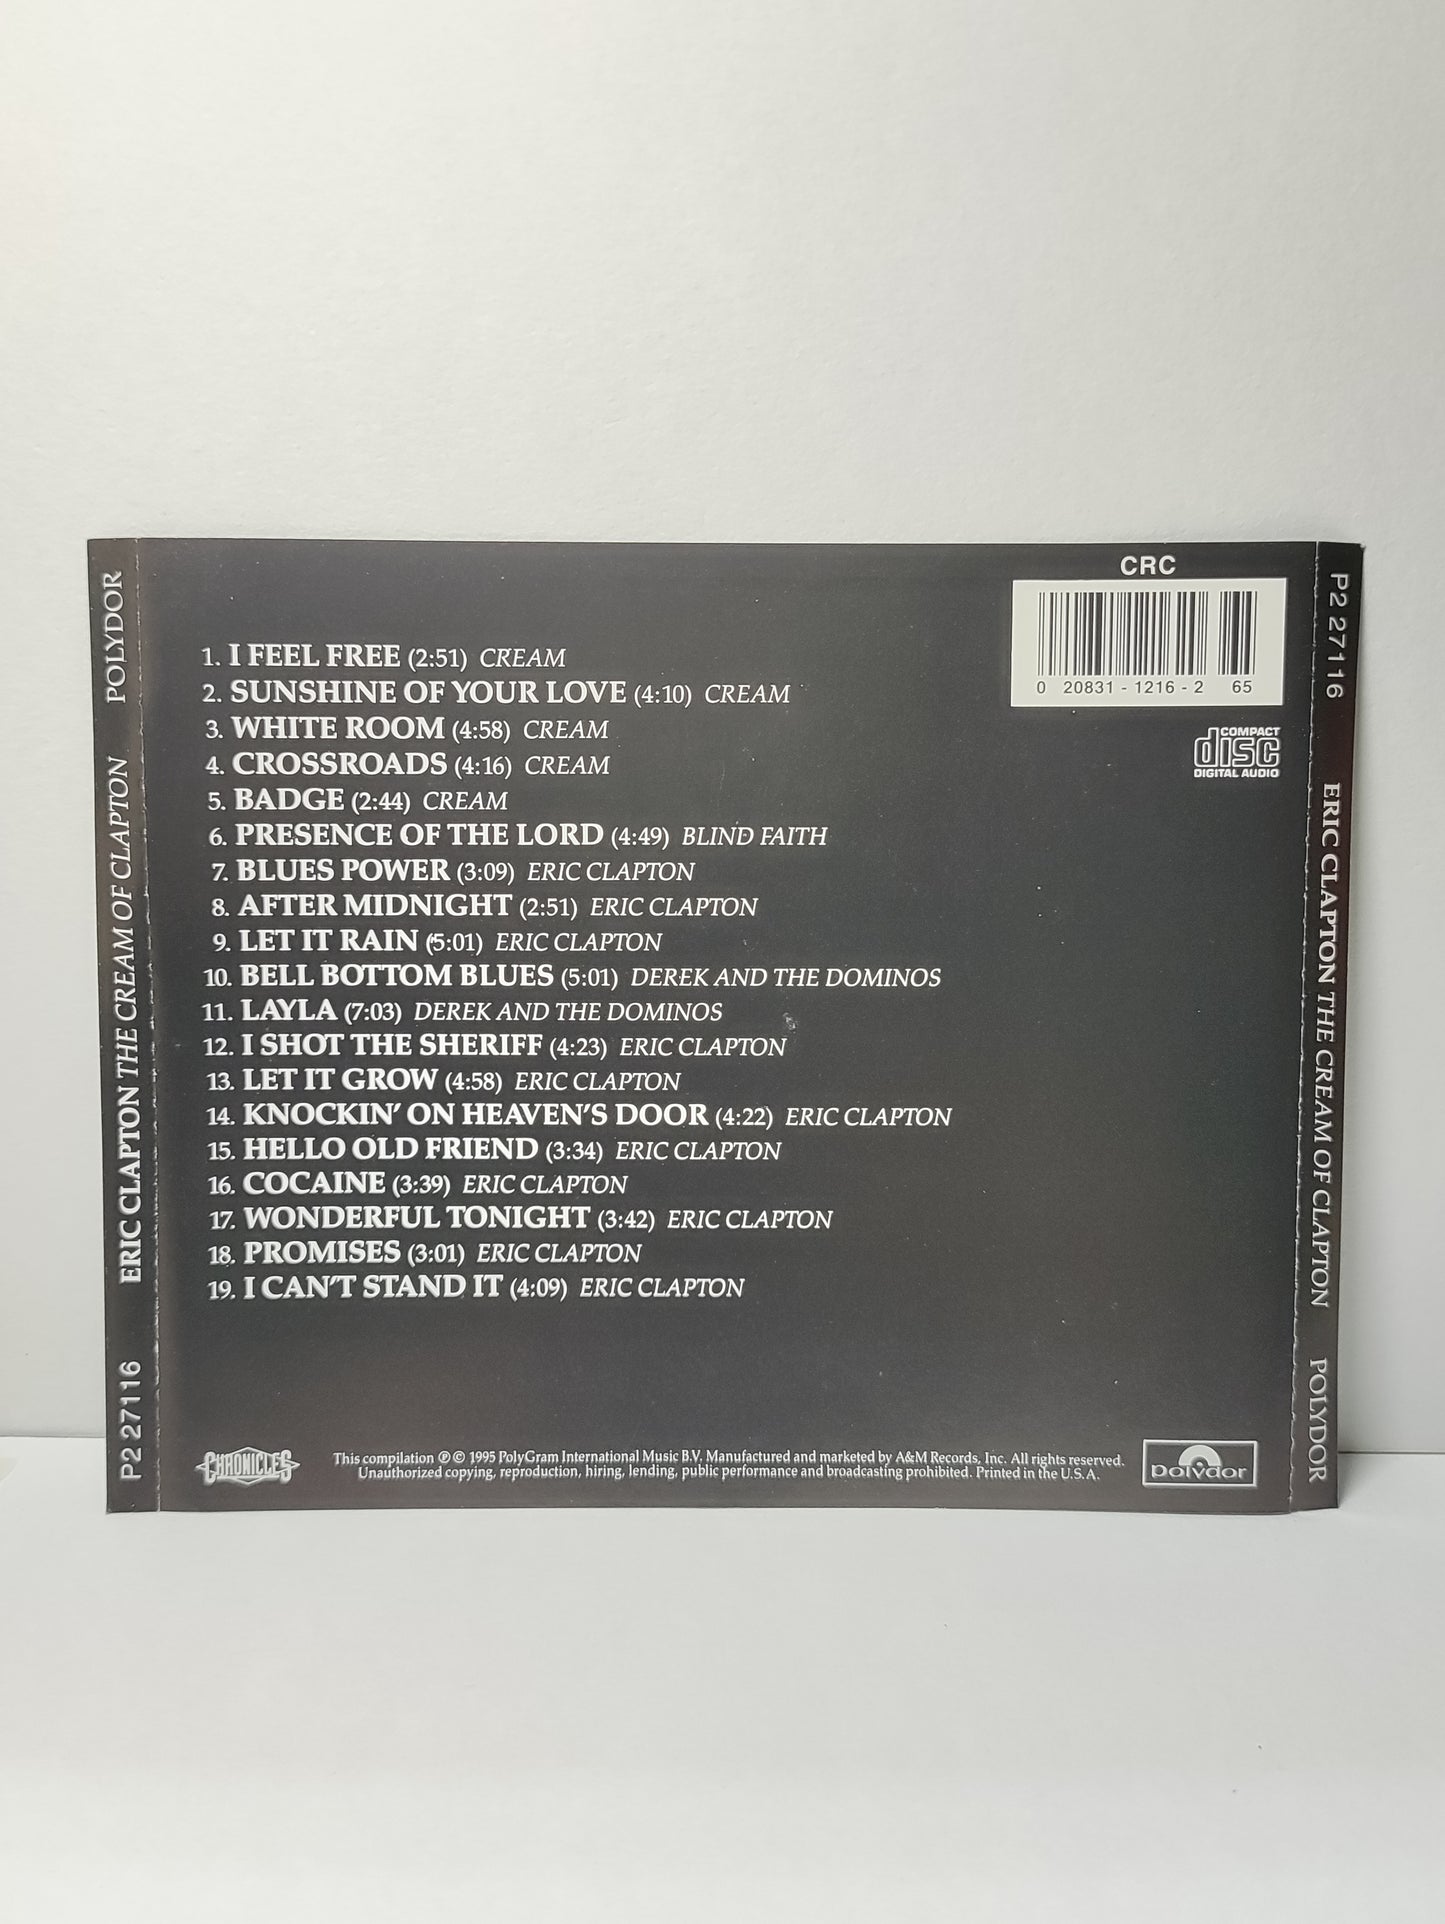 POLYDOR
ERIC CLAPTON THE CREAM OF CLAPTON
P2 27116
CRC
0 20831-1216-2 65
COMPACT
disc
DIGITAL AUDIO
1. I FEEL FREE (2:51) CREAM
2. SUNSHINE OF YOUR LOVE (4:10) CREAM
3. WHITE ROOM (4:58) CREAM
4. CROSSROADS (4:16) CREAM
5. BADGE (2:44) CREAM
6. PRESENCE OF THE LORD (4:49) BLIND FAITH
7. BLUES POWER (3:09) ERIC CLAPTON
8. AFTER MIDNIGHT (2:51) ERIC CLAPTON
9. LET IT RAIN (5:01) ERIC CLAPTON
10. BELL BOTTOM BLUES (5:01) DEREK AND THE DOMINOS
11. LAYLA (7:03) DEREK AND THE DOMINOS
12. I SHOT THE SHERIFF (4:23) ERIC CLAPTON
13. LET IT GROW (4:58) ERIC CLAPTON
14. KNOCKIN' ON HEAVEN'S DOOR (4:22) ERIC CLAPTON
15. HELLO OLD FRIEND (3:34) ERIC CLAPTON
16. COCAINE (3:39) ERIC CLAPTON
17. WONDERFUL TONIGHT (3:42) ERIC CLAPTON
18. PROMISES (3:01) ERIC CLAPTON
19. I CAN'T STAND IT (4:09) ERIC CLAPTON
CHRONICLES
This compilation ℗ © 1995 PolyGram International Music B.V. Manufactured and marketed by A&M Records, Inc. All rights reserved.
Unauthorized copying, reproduction, hiring, lending, public performance and broadcasting prohibited. Printed in the U.S.A.
polydor
P2 27116
ERIC CLAPTON THE CREAM OF CLAPTON
POLYDOR